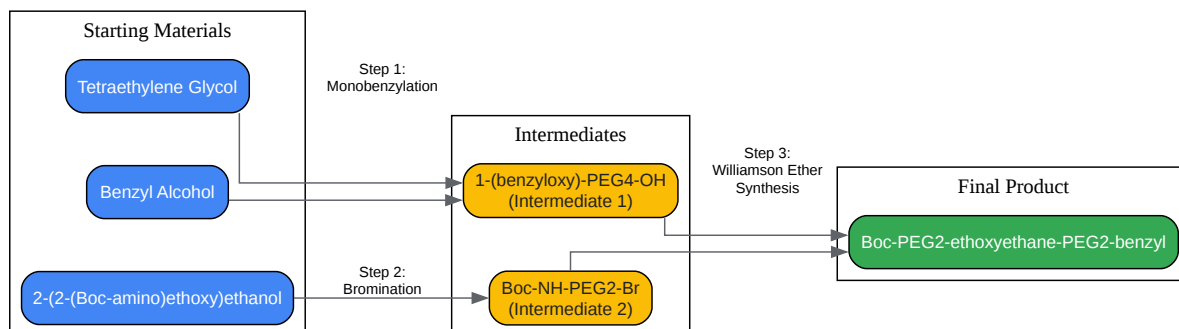 Starting Materials
Tetraethylene Glycol
Benzyl Alcohol
2-(2-(Boc-amino)ethoxy)ethanol
Step 1:
Monobenzylation
Step 2:
Bromination
Intermediates
1-(benzyloxy)-PEG4-OH
(Intermediate 1)
Boc-NH-PEG2-Br
(Intermediate 2)
Step 3:
Williamson Ether
Synthesis
Final Product
Boc-PEG2-ethoxyethane-PEG2-benzyl